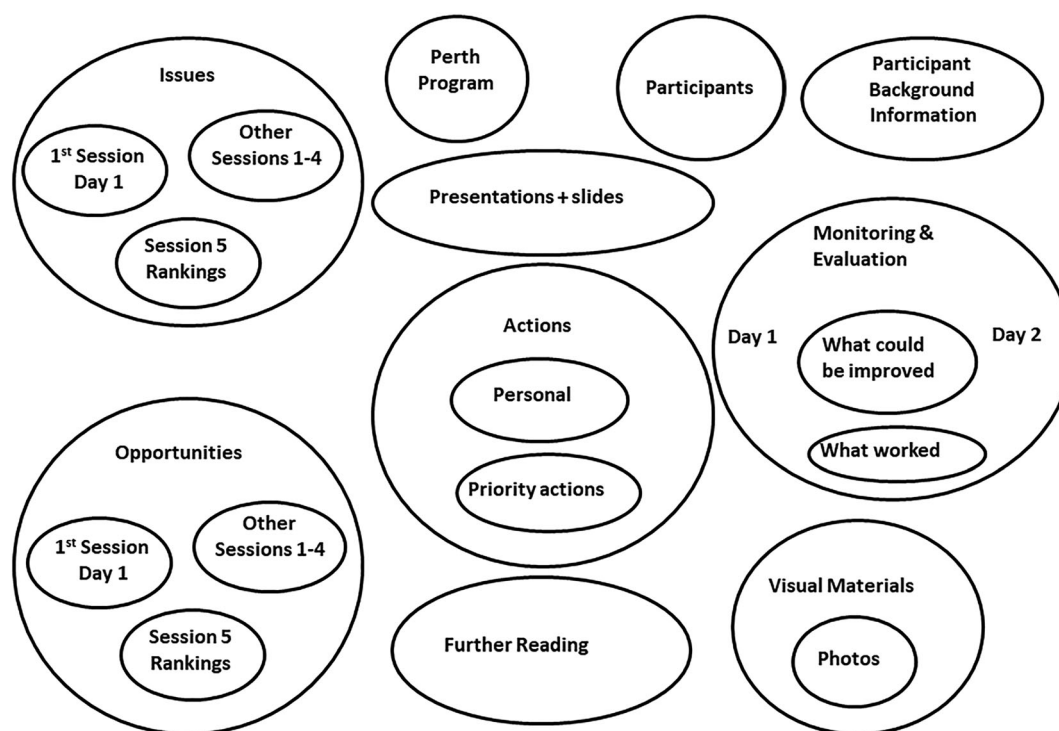 Issues
1st Session
Day 1
Other
Sessions 1-4
Session 5
Rankings
Perth
Program
Participants
Participant
Background
Information
Presentations + slides
Monitoring &
Evaluation
Day 1
What could
be improved
Day 2
What worked
Actions
Personal
Priority actions
Opportunities
1st Session
Day 1
Other
Sessions 1-4
Session 5
Rankings
Further Reading
Visual Materials
Photos